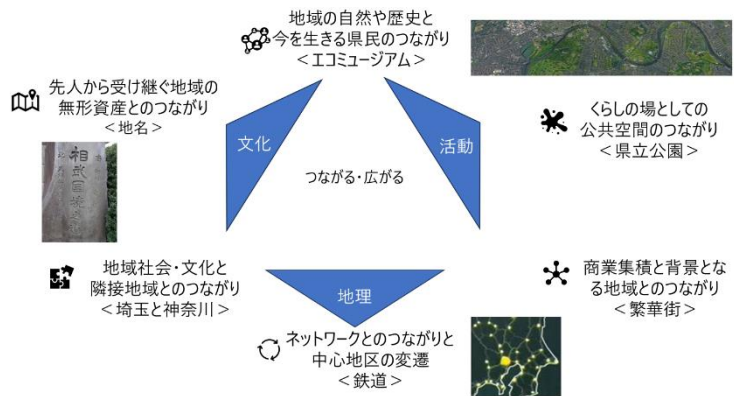 地域の自然や歴史と
今を生きる県民のつながり
＜エコミュージアム＞
先人から受け継ぐ地域の
無形資産とのつながり
＜地名＞
くらしの場としての
公共空間のつながり
＜県立公園＞
文化
活動
つながる・広がる
地域社会・文化と
隣接地域とのつながり
＜埼玉と神奈川＞
地理
商業集積と背景とな
る地域とのつながり
＜繁華街＞
ネットワークとのつながりと
中心地区の変遷
＜鉄道＞
相武国境之